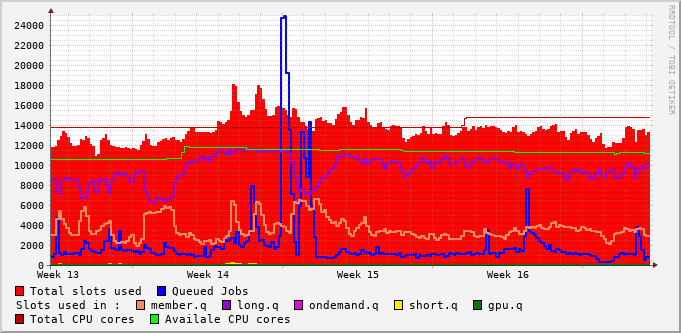 24000
22000
20000
18000
16000
14000
12000
10000
8000
6000
4000
2000
0
Week 13 Week 14 Week 15 Week 16
Total slots used Queued Jobs
Slots used in : member.q long.q ondemand.q short.q gpu.q
Total CPU cores Availale CPU cores
RRDTOOL / TOBI OETIKER